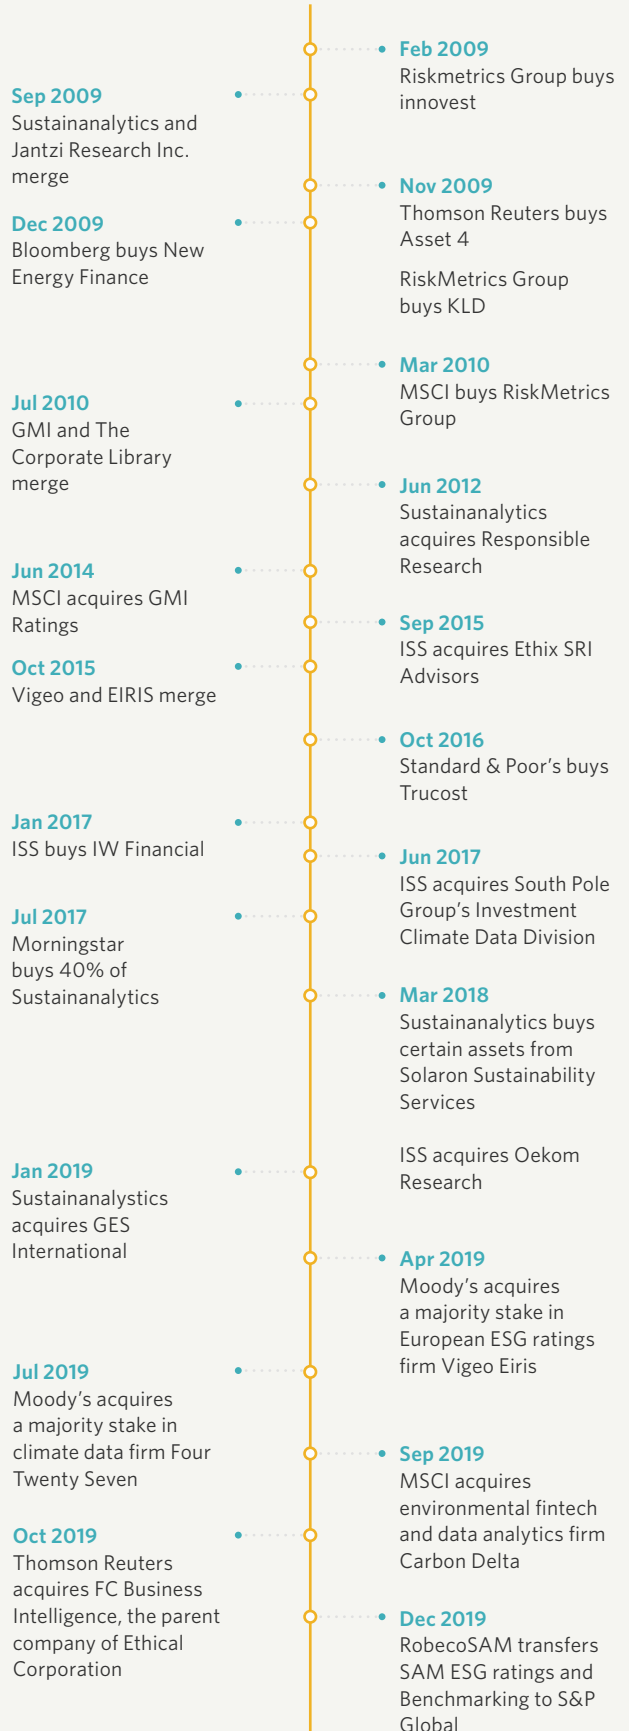 Feb 2009
Riskmetrics Group buys
innovest
Sep 2009
Sustainanalytics and
Jantzi Research Inc.
merge
Nov 2009
Thomson Reuters buys
Asset 4
RiskMetrics Group
buys KLD
Dec 2009
Bloomberg buys New
Energy Finance
Mar 2010
MSCI buys RiskMetrics
Group
Jul 2010
GMI and The
Corporate Library
merge
Jun 2012
Sustainanalytics
acquires Responsible
Research
Jun 2014
MSCI acquires GMI
Ratings
Sep 2015
ISS acquires Ethix SRI
Advisors
Oct 2015
Vigeo and EIRIS merge
Oct 2016
Standard & Poor's buys
Trucost
Jan 2017
ISS buys IW Financial
Jun 2017
ISS acquires South Pole
Group's Investment
Climate Data Division
Jul 2017
Morningstar
buys 40% of
Sustainanalytics
Mar 2018
Sustainanalytics buys
certain assets from
Solaron Sustainability
Services
ISS acquires Oekom
Research
Jan 2019
Sustainanalystics
acquires GES
International
Apr 2019
Moody's acquires
a majority stake in
European ESG ratings
firm Vigeo Eiris
Jul 2019
Moody's acquires
a majority stake in
climate data firm Four
Twenty Seven
Sep 2019
MSCI acquires
environmental fintech
and data analytics firm
Carbon Delta
Oct 2019
Thomson Reuters
acquires FC Business
Intelligence, the parent
company of Ethical
Corporation
Dec 2019
RobecoSAM transfers
SAM ESG ratings and
Benchmarking to S&P
Global